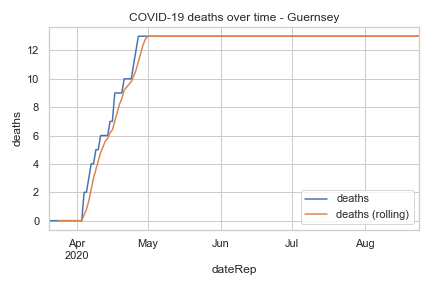 COVID-19 deaths over time - Guernsey
deaths
12
10
8
6
4
2
0
deaths
deaths (rolling)
Apr May Jun Jul Aug
2020
dateRep